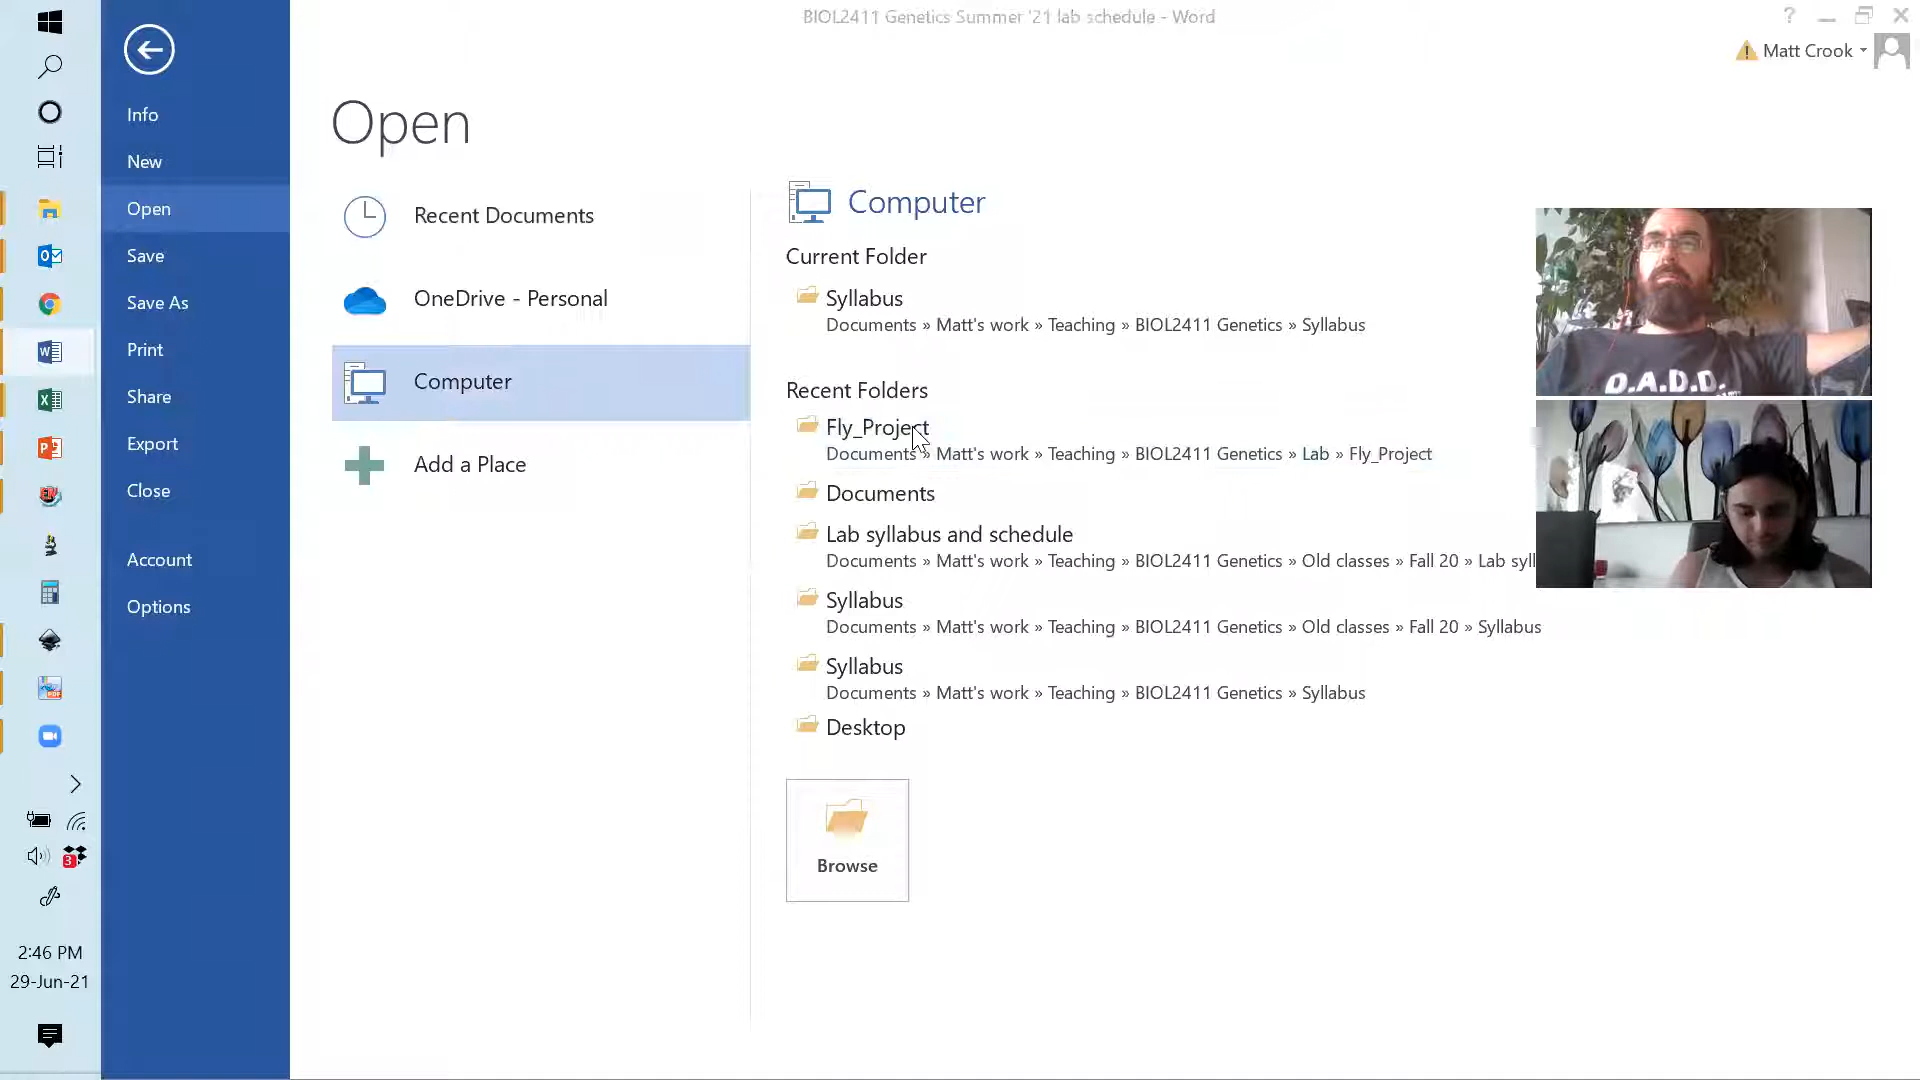 BIOL2411 Genetics Summer '21 lab schedule - Word
?
Matt Crook
Info
New
Open
Save
Save As
Print
Share
Export
Close
Account
Options
Open
Recent Documents
OneDrive - Personal
Computer
Add a Place
Computer
Current Folder
Syllabus
Documents » Matt's work » Teaching » BIOL2411 Genetics » Syllabus
Recent Folders
Fly_Project
Documents » Matt's work » Teaching » BIOL2411 Genetics » Lab » Fly_Project
Documents
Lab syllabus and schedule
Documents » Matt's work » Teaching » BIOL2411 Genetics » Old classes » Fall 20 » Lab syll
Syllabus
Documents » Matt's work » Teaching » BIOL2411 Genetics » Old classes » Fall 20 » Syllabus
Syllabus
Documents » Matt's work » Teaching » BIOL2411 Genetics » Syllabus
Desktop
Browse
D.A.D.D.
3
2:46 PM
29-Jun-21